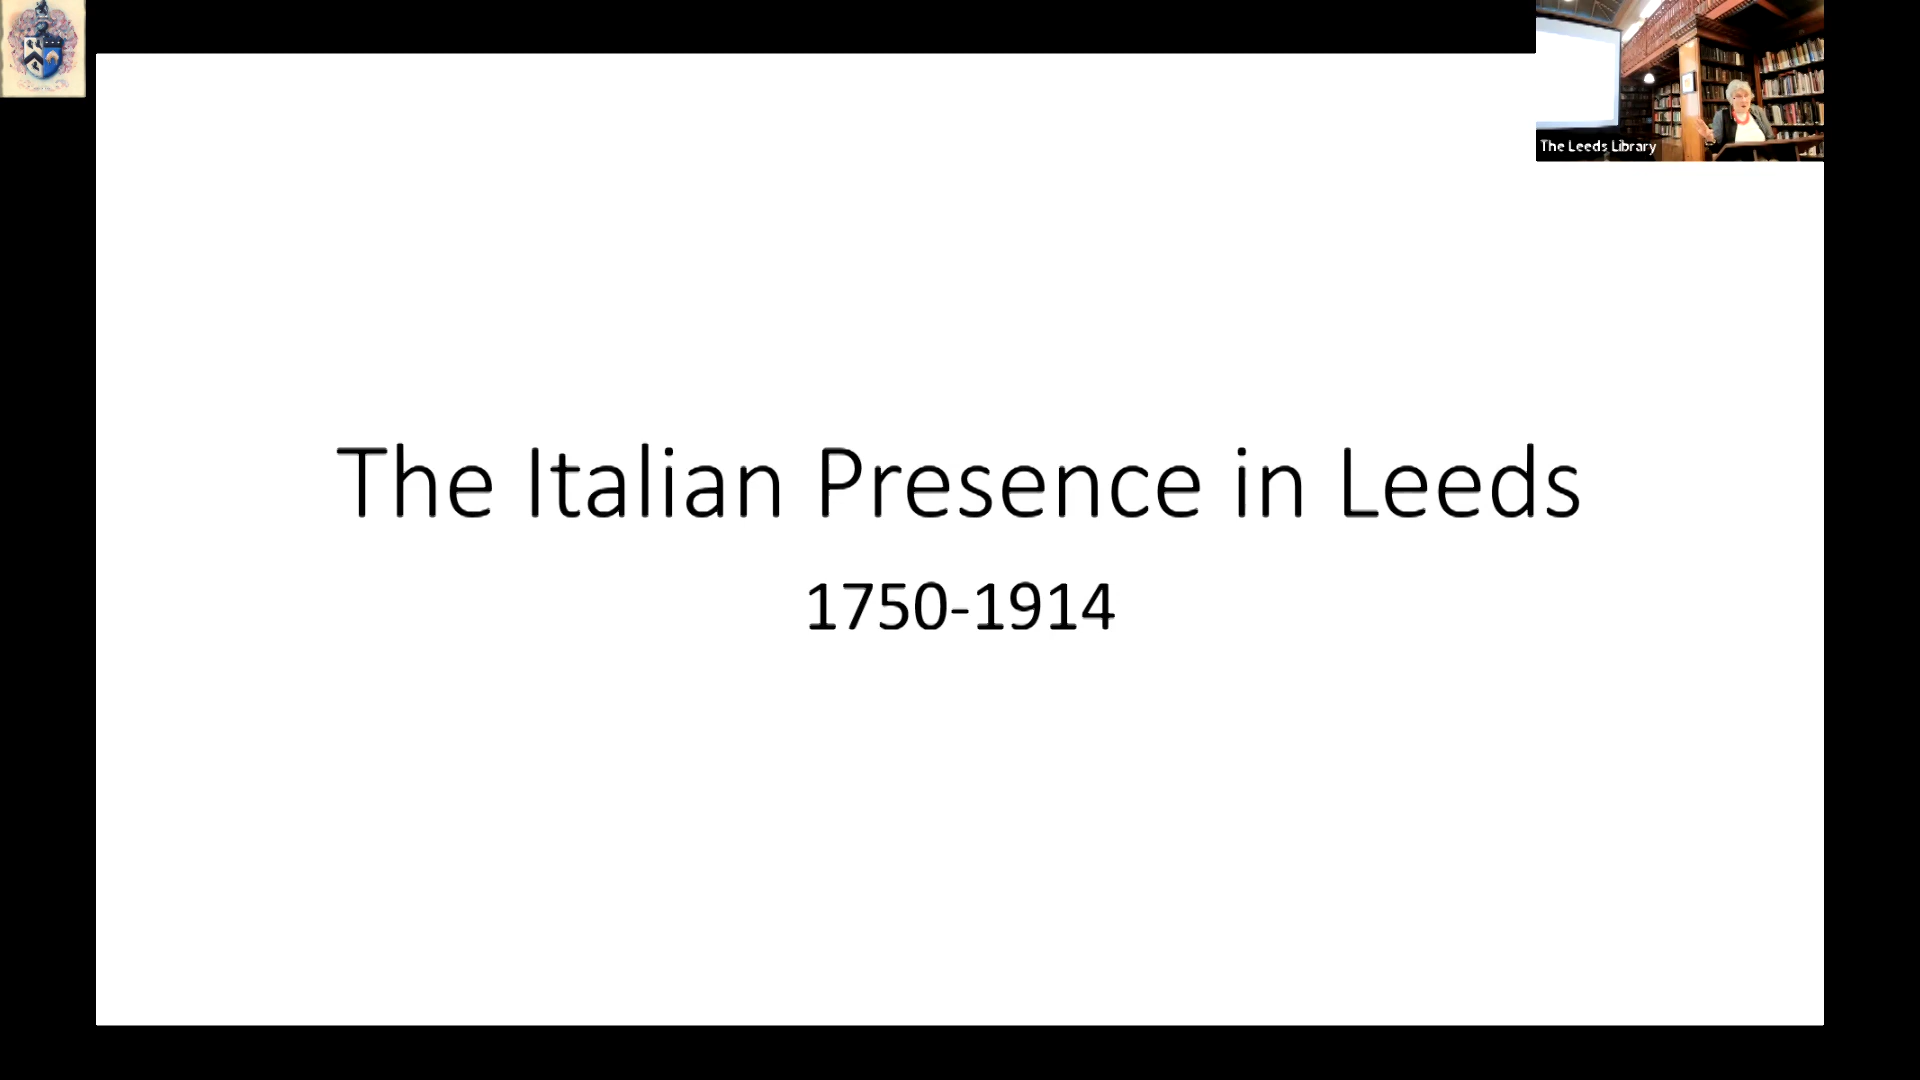 The Leeds Library
The Italian Presence in Leeds
1750-1914